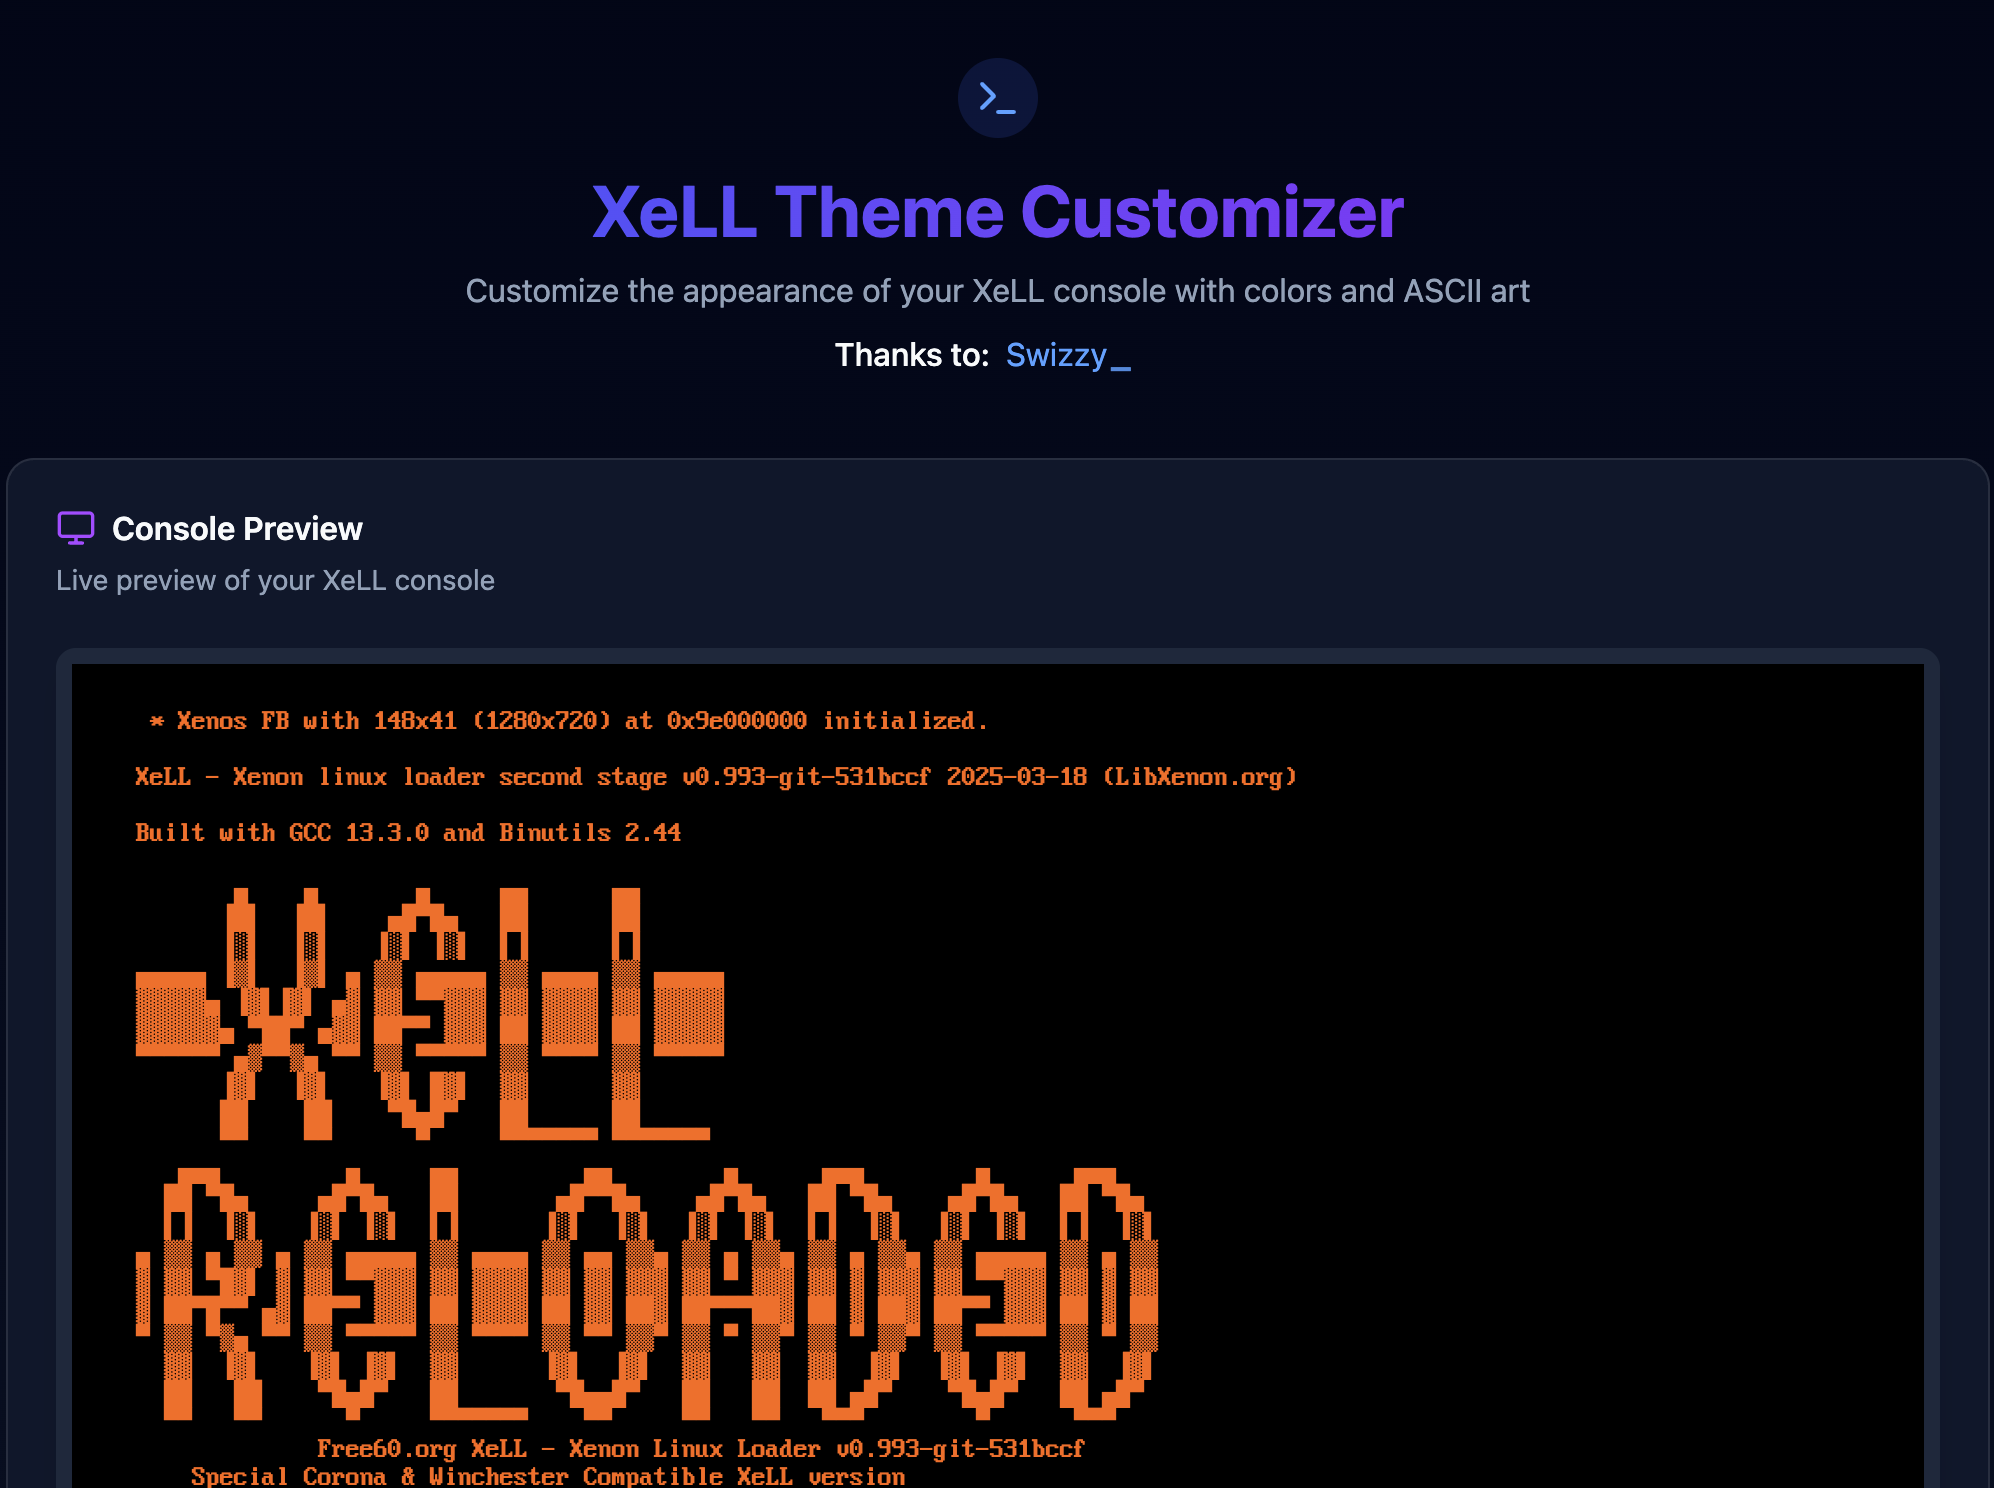 XeLL Theme Customizer
Customize the appearance of your XeLL console with colors and ASCII art
Thanks to: Swizzy_
Console Preview
Live preview of your XeLL console
* Xenos FB with 148x41 (1280x720) at 0x9e000000 initialized.
XeLL - Xenon linux loader second stage v0.993-git-531bccf 2025-03-18 (LibXenon.org)
Built with GCC 13.3.0 and Binutils 2.44
XeLL
ReLOADeD
Free60.org XeLL - Xenon Linux Loader v0.993-git-531bccf
Special Corona & Winchester Compatible XeLL version